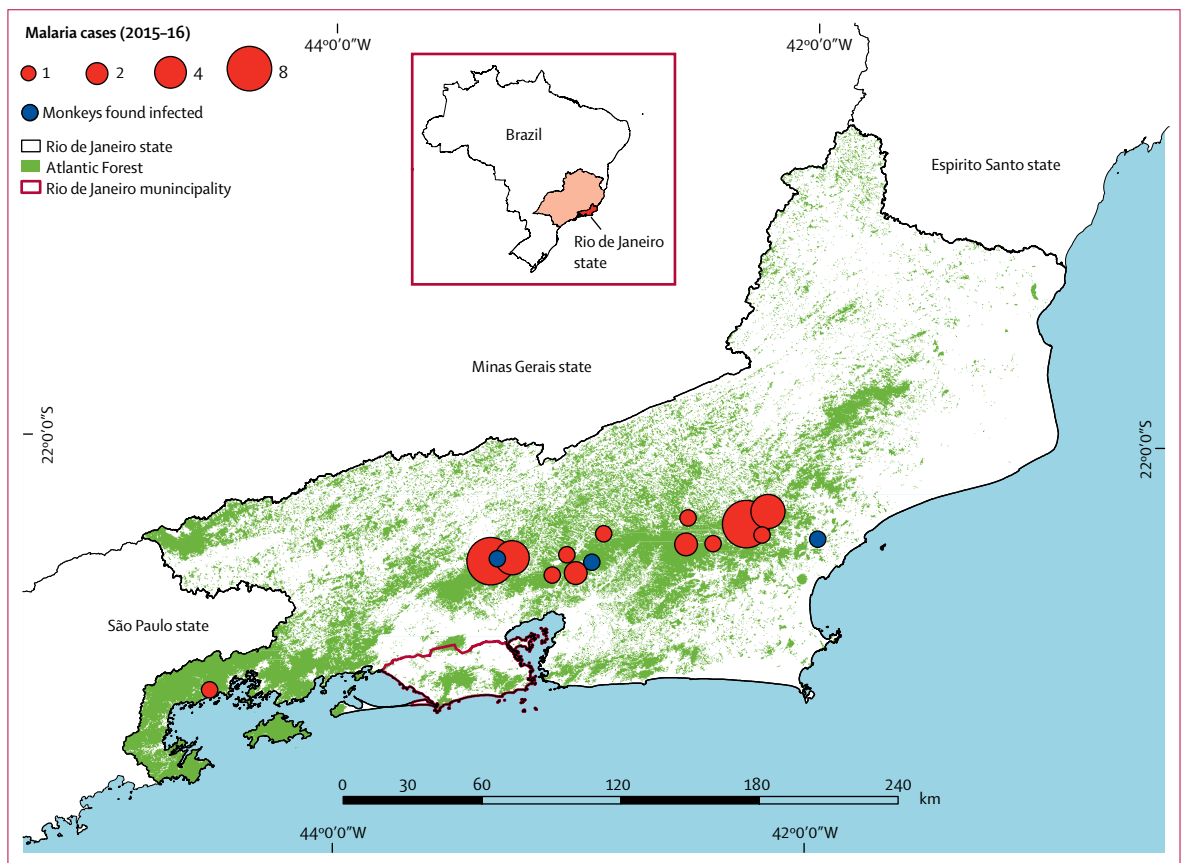 Malaria cases (2015–16)
1
2
4
8
Monkeys found infected
Rio de Janeiro state
Atlantic Forest
Rio de Janeiro munincipality
44º0′0″W
42º0′0″W
Brazil
Rio de Janeiro
state
Espirito Santo state
Minas Gerais state
22º0′0″S
22º0′0″S
São Paulo state
0
30
60
120
180
240
km
44º0′0″W
42º0′0″W